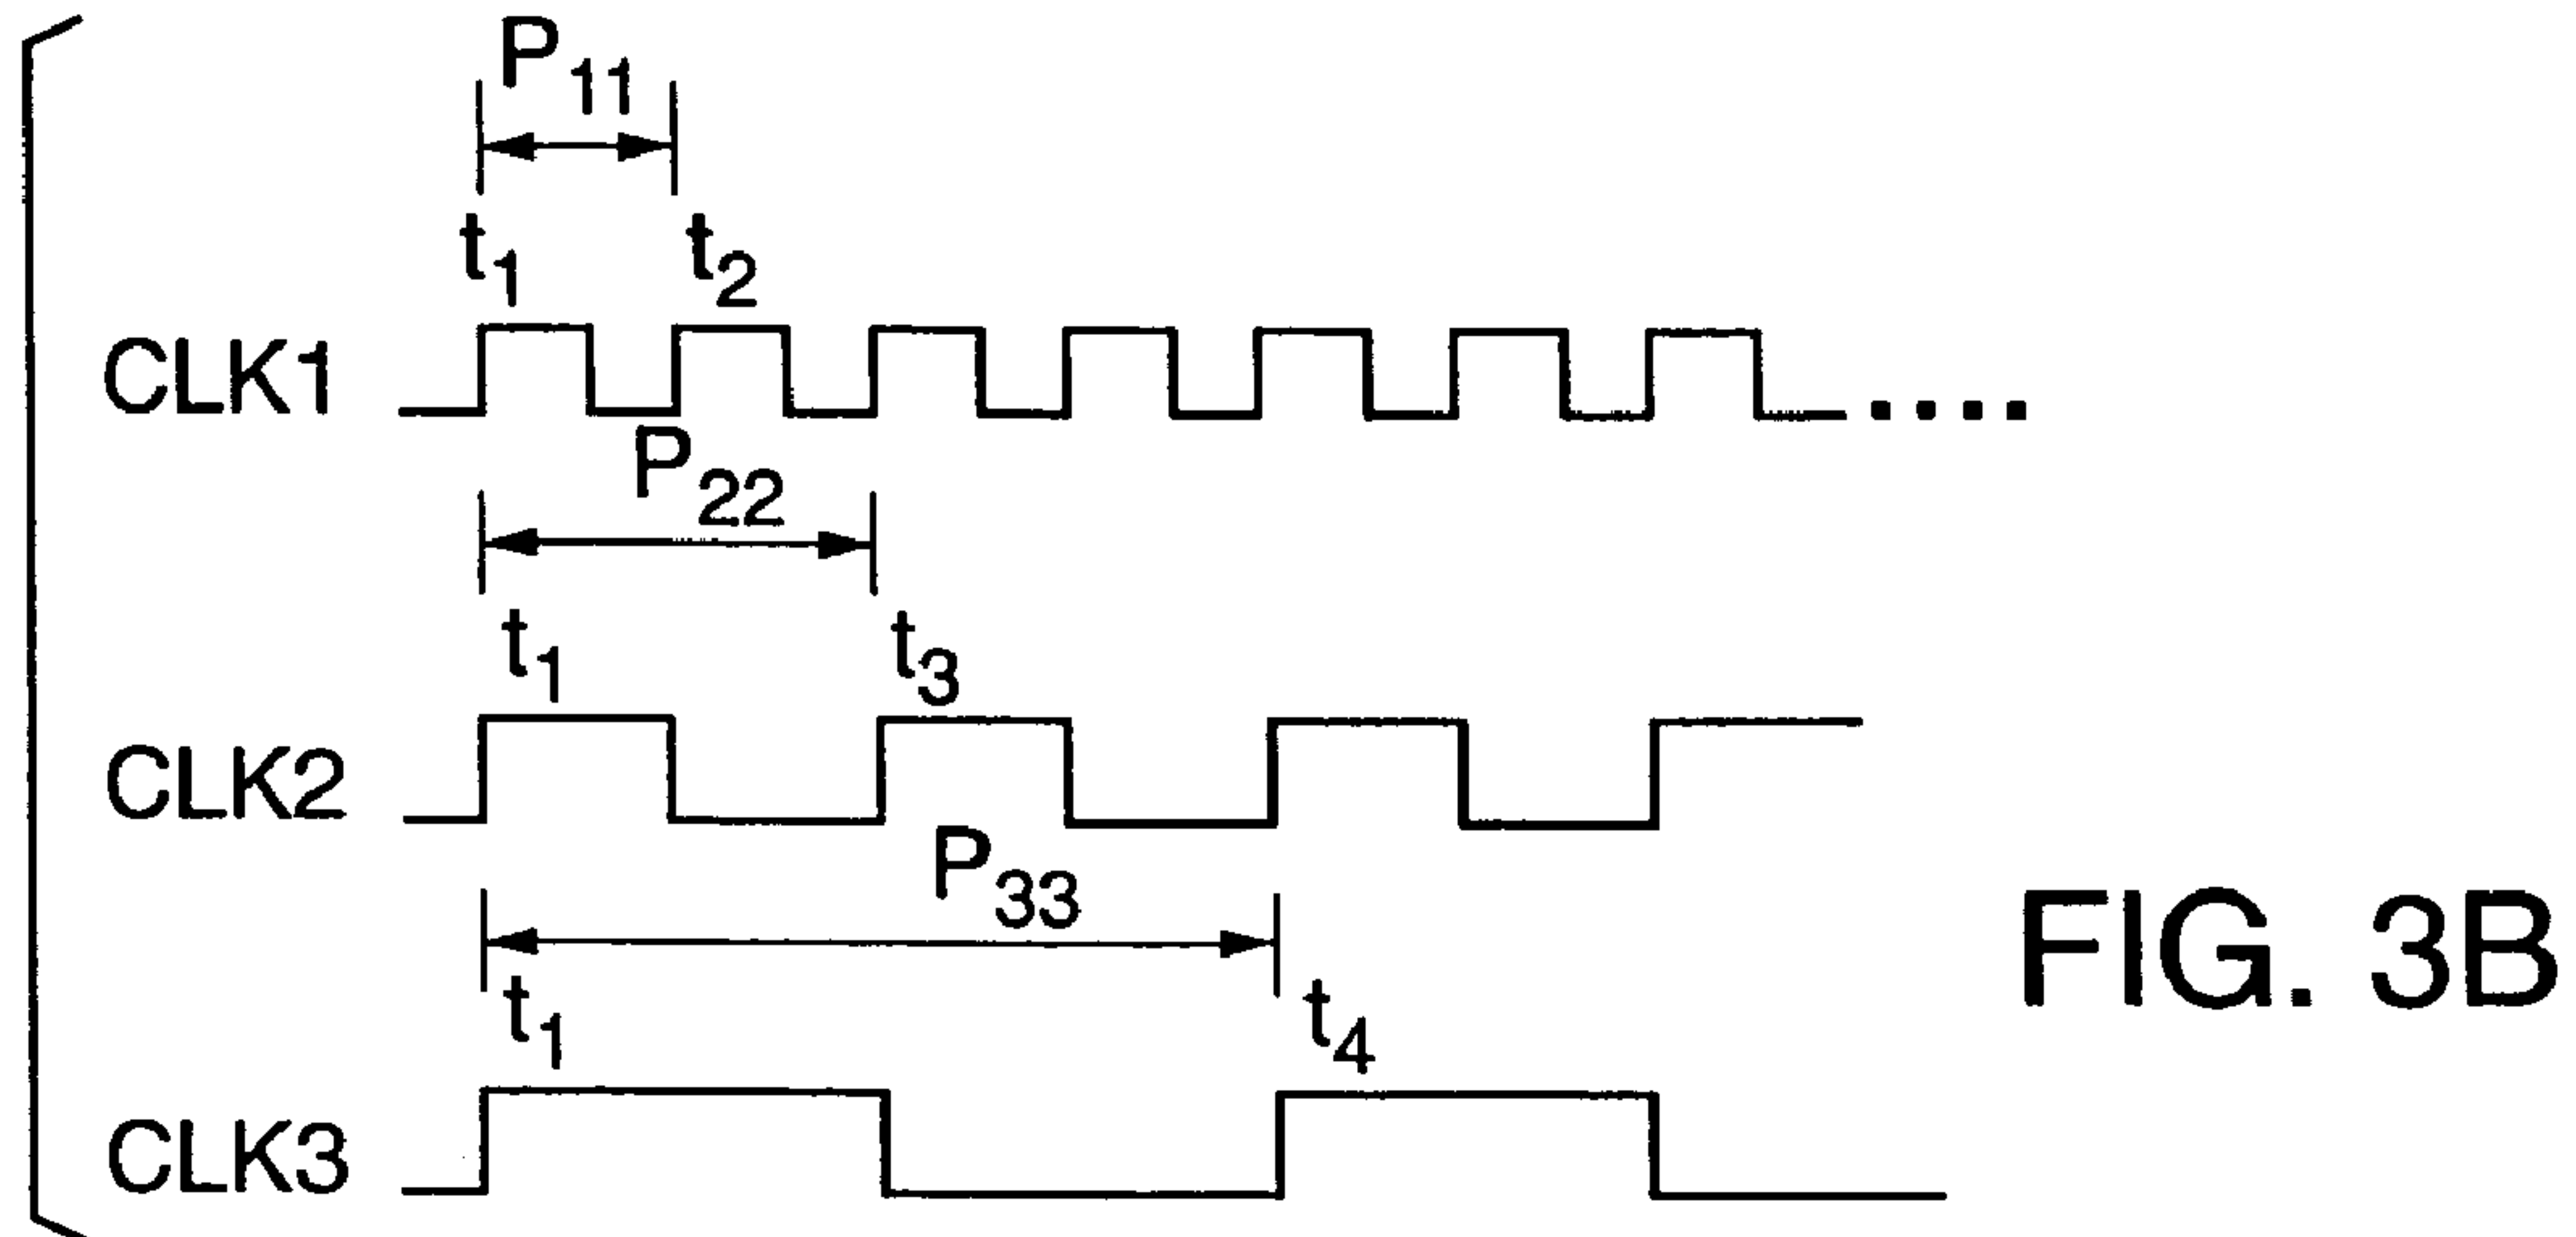 P11
t1 t2
CLK1
P22
t1 t3
CLK2
P33
t1 t4
CLK3
FIG. 3B